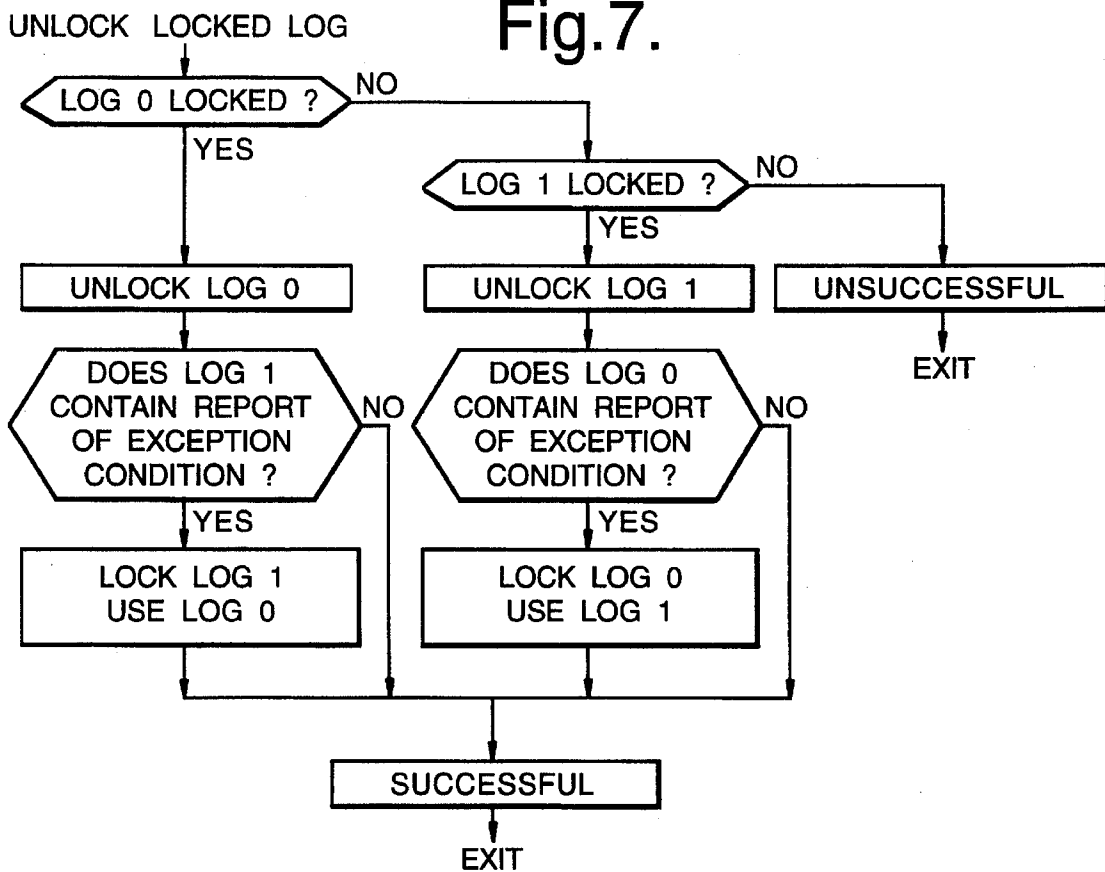 Fig.7.
UNLOCK LOCKED LOG
LOG 0 LOCKED ?
NO
YES
LOG 1 LOCKED ?
NO
YES
UNLOCK LOG 0
UNLOCK LOG 1
UNSUCCESSFUL
EXIT
DOES LOG 1
CONTAIN REPORT
OF EXCEPTION
CONDITION ?
NO
YES
DOES LOG 0
CONTAIN REPORT
OF EXCEPTION
CONDITION ?
NO
YES
LOCK LOG 1
USE LOG 0
LOCK LOG 0
USE LOG 1
SUCCESSFUL
EXIT